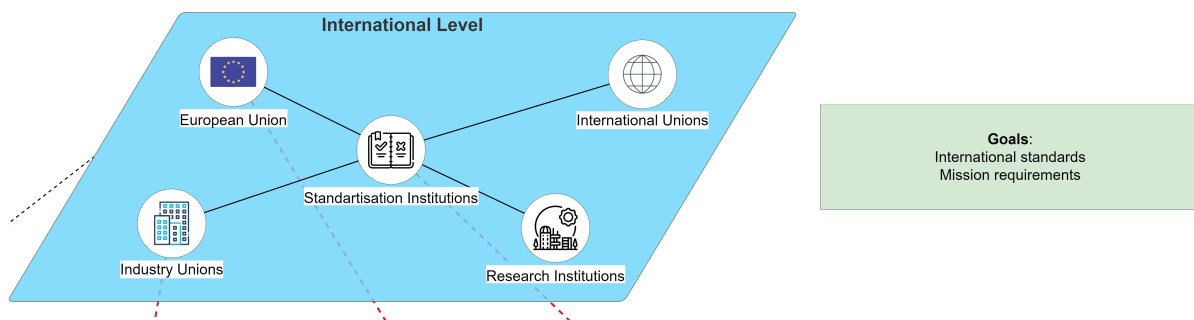 International Level
European Union
International Unions
Standartisation Institutions
Industry Unions
Research Institutions
Goals:
International standards
Mission requirements